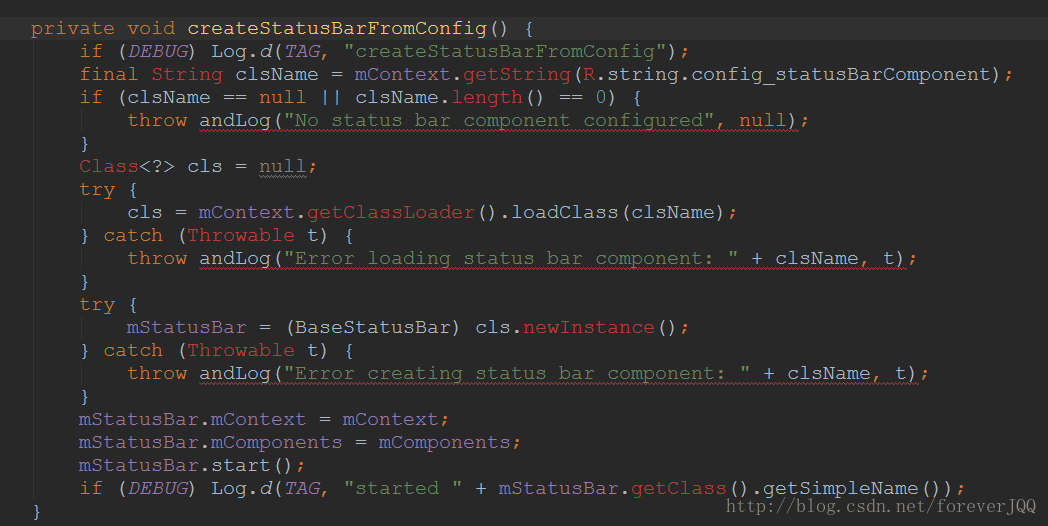 private void createStatusBarFromConfig() {
    if (DEBUG) Log.d(TAG, "createStatusBarFromConfig");
    final String clsName = mContext.getString(R.string.config_statusBarComponent);
    if (clsName == null || clsName.length() == 0) {
        throw andLog("No status bar component configured", null);
    }
    Class<?> cls = null;
    try {
        cls = mContext.getClassLoader().loadClass(clsName);
    } catch (Throwable t) {
        throw andLog("Error loading status bar component: " + clsName, t);
    }
    try {
        mStatusBar = (BaseStatusBar) cls.newInstance();
    } catch (Throwable t) {
        throw andLog("Error creating status bar component: " + clsName, t);
    }
    mStatusBar.mContext = mContext;
    mStatusBar.mComponents = mComponents;
    mStatusBar.start();
    if (DEBUG) Log.d(TAG, "started " + mStatusBar.getClass().getSimpleName());
}
http://blog.csdn.net/foreverJQQ